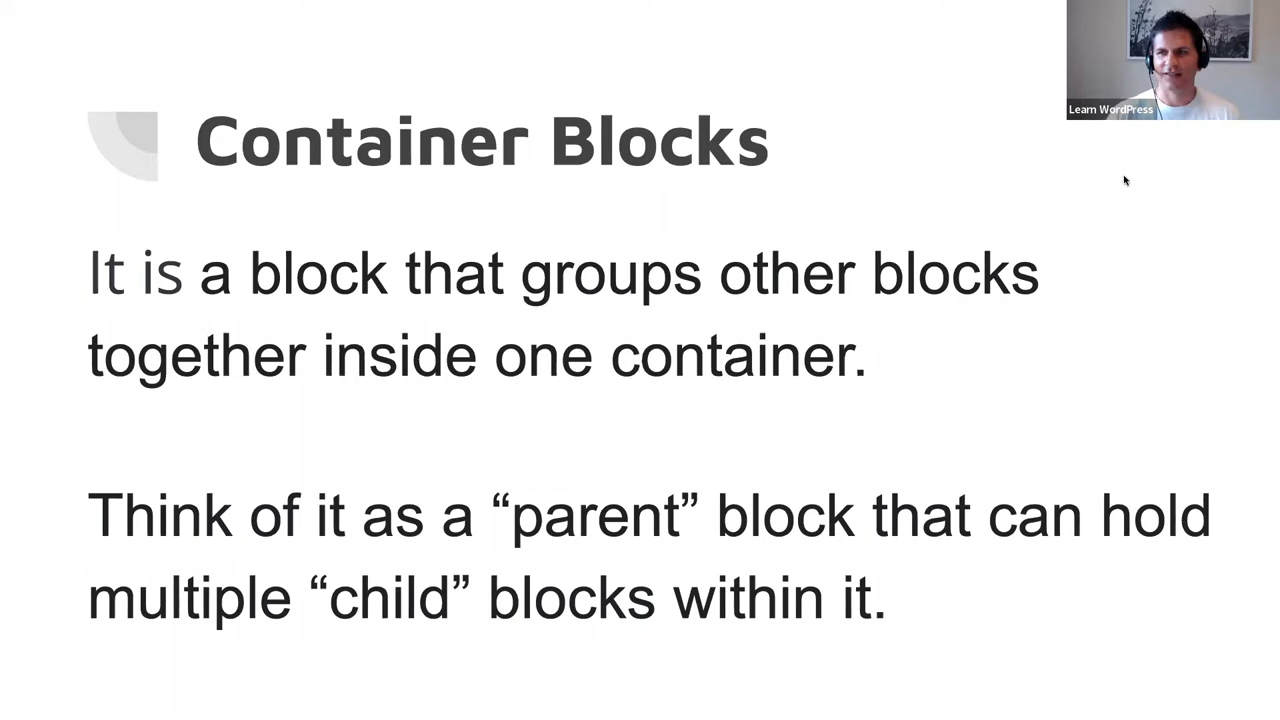 Learn WordPress
Container Blocks
It is a block that groups other blocks
together inside one container.
Think of it as a “parent” block that can hold
multiple “child” blocks within it.